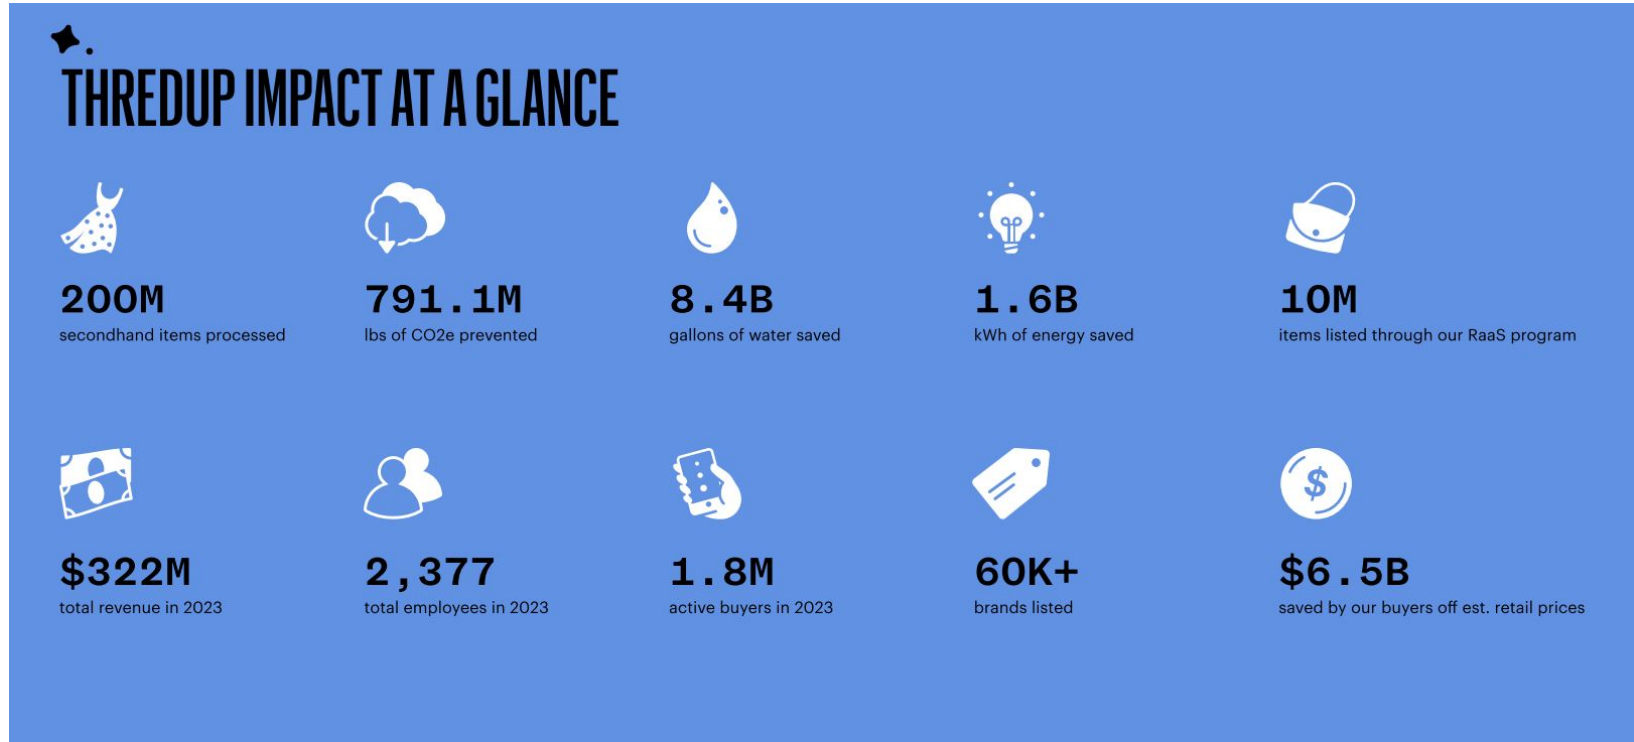 THREDUP IMPACT AT A GLANCE
200M
secondhand items processed
791.1M
lbs of CO2e prevented
8.4B
gallons of water saved
1.6B
kWh of energy saved
10M
items listed through our RaaS program
$322M
total revenue in 2023
2,377
total employees in 2023
1.8M
active buyers in 2023
60K+
brands listed
$
$6.5B
saved by our buyers off est. retail prices